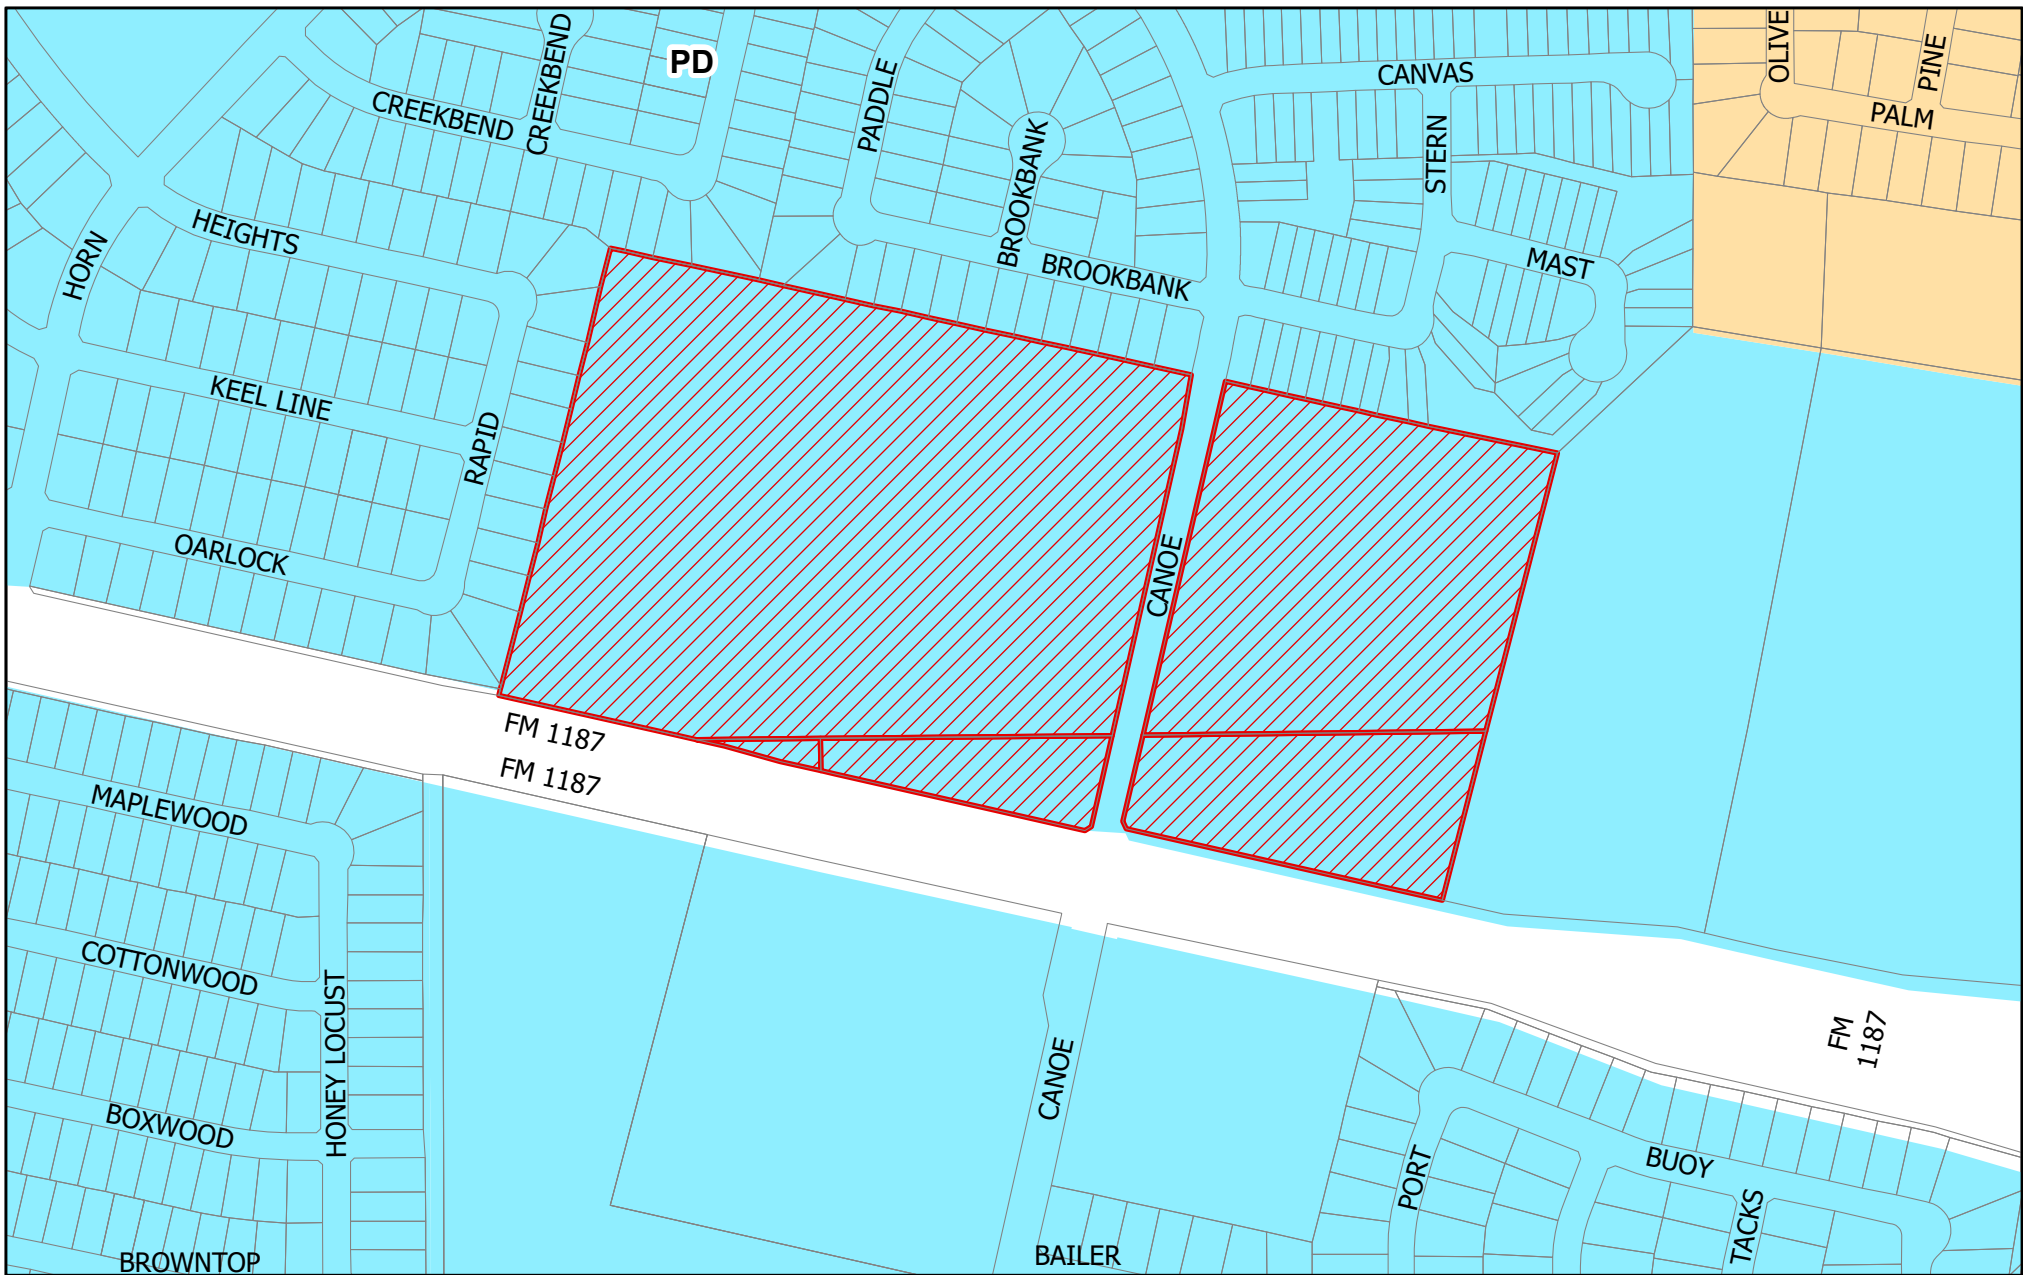 OLIVE
PINE
PD
CREEKBEND
CANVAS
PADDLE
CREEKBEND
PALM
STERN
BROOKBANK
HEIGHTS
HORN
MAST
BROOKBANK
KEEL LINE
RAPID
OARLOCK
CANOE
FM 1187
FM 1187
MAPLEWOOD
COTTONWOOD
HONEY LOCUST
FM
1187
CANOE
BOXWOOD
BUOY
PORT
TACKS
BAILER
BROWNTOP